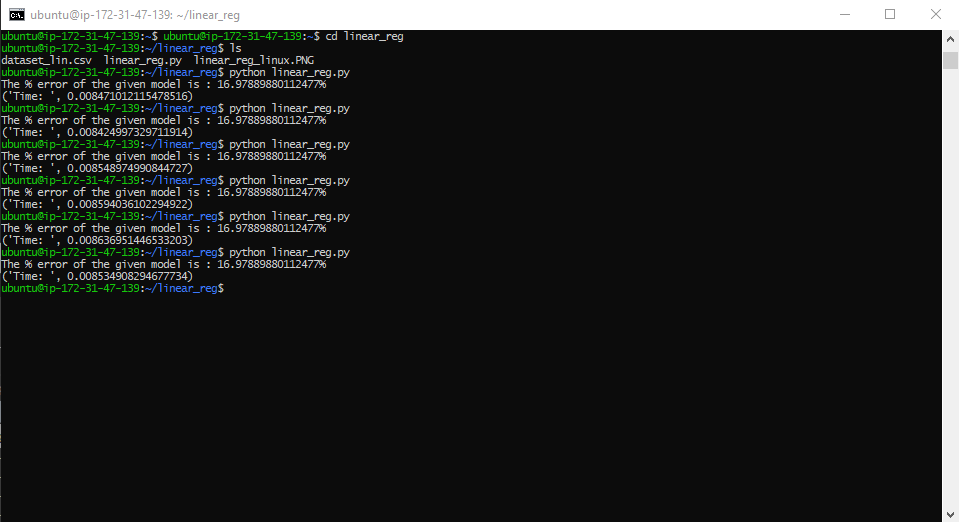 ubuntu@ip-172-31-47-139: ~/linear_reg
ubuntu@ip-172-31-47-139:~$ ubuntu@ip-172-31-47-139:~$ cd linear_reg
ubuntu@ip-172-31-47-139:~/linear_reg$ ls
dataset_lin.csv  linear_reg.py  linear_reg_linux.PNG
ubuntu@ip-172-31-47-139:~/linear_reg$ python linear_reg.py
The % error of the given model is : 16.97889880112477%
('Time: ', 0.008471012115478516)
ubuntu@ip-172-31-47-139:~/linear_reg$ python linear_reg.py
The % error of the given model is : 16.97889880112477%
('Time: ', 0.008424997329711914)
ubuntu@ip-172-31-47-139:~/linear_reg$ python linear_reg.py
The % error of the given model is : 16.97889880112477%
('Time: ', 0.008548974990844727)
ubuntu@ip-172-31-47-139:~/linear_reg$ python linear_reg.py
The % error of the given model is : 16.97889880112477%
('Time: ', 0.008594036102294922)
ubuntu@ip-172-31-47-139:~/linear_reg$ python linear_reg.py
The % error of the given model is : 16.97889880112477%
('Time: ', 0.008636951446533203)
ubuntu@ip-172-31-47-139:~/linear_reg$ python linear_reg.py
The % error of the given model is : 16.97889880112477%
('Time: ', 0.008534908294677734)
ubuntu@ip-172-31-47-139:~/linear_reg$